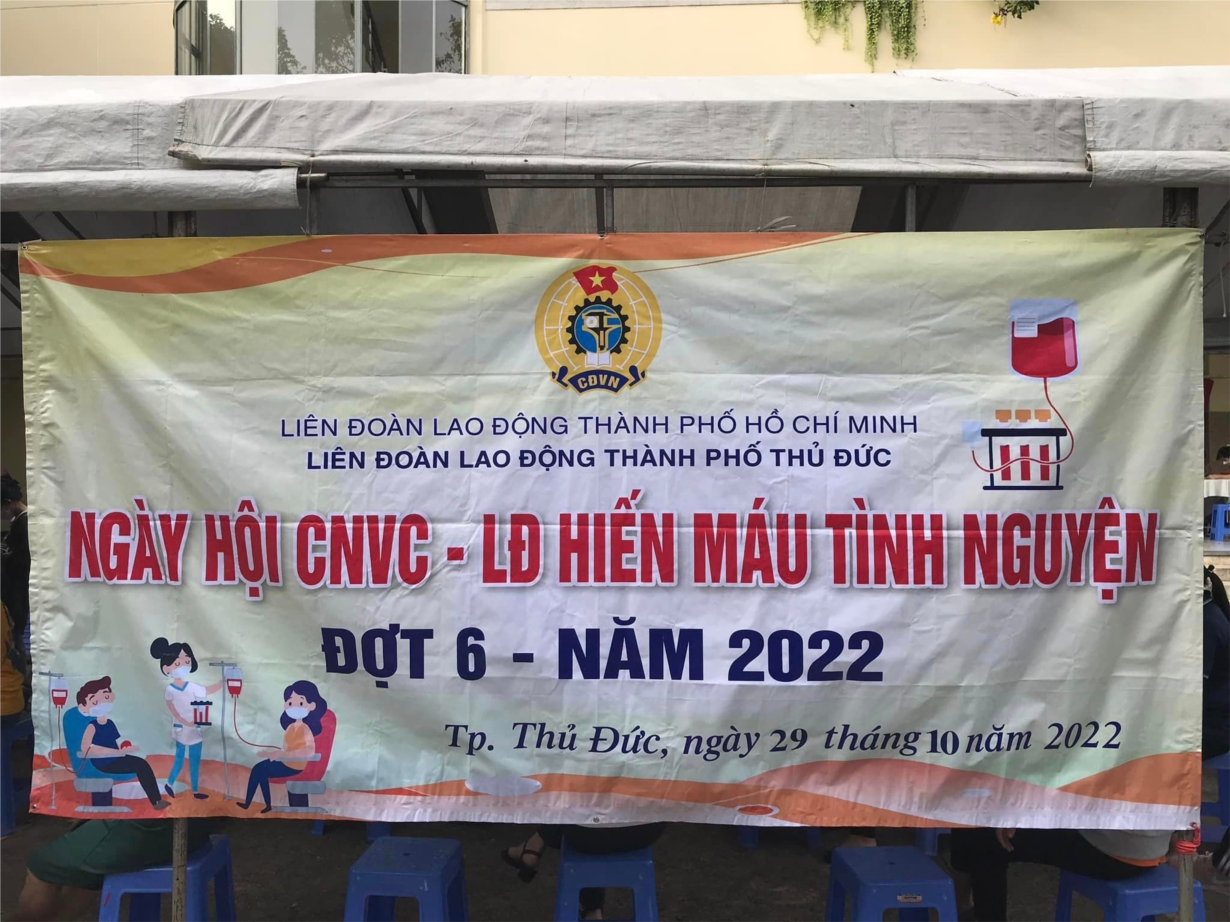 CĐVN
LIÊN ĐOÀN LAO ĐỘNG THÀNH PHỐ HỒ CHÍ MINH
LIÊN ĐOÀN LAO ĐỘNG THÀNH PHỐ THỦ ĐỨC
NGÀY HỘI CNVC - LĐ HIẾN MÁU TÌNH NGUYỆN
ĐỢT 6 - NĂM 2022
Tp. Thủ Đức, ngày 29 tháng 10 năm 2022